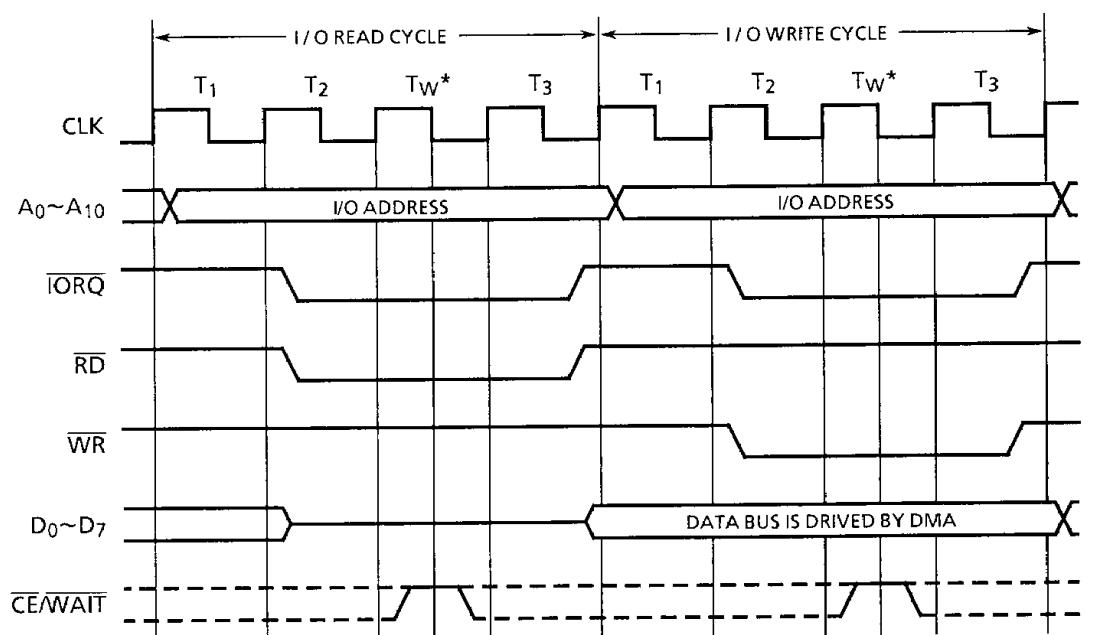 I/O READ CYCLE I/O WRITE CYCLE
T1 T2 TW* T3 T1 T2 TW* T3
CLK
A0~A10 I/O ADDRESS I/O ADDRESS
IORQ
RD
WR
D0~D7 DATA BUS IS DRIVED BY DMA
CE/WAIT